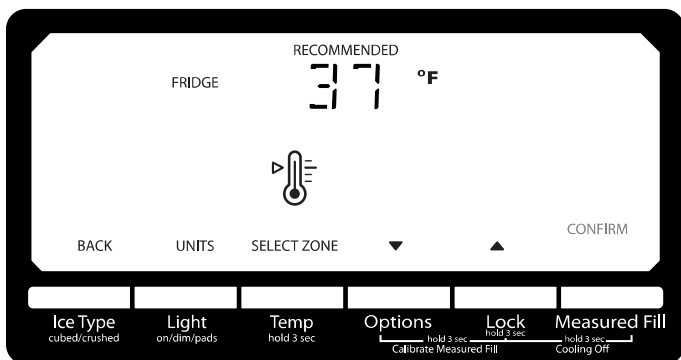 RECOMMENDED
FRIDGE 37 °F
BACK UNITS SELECT ZONE CONFIRM
Ice Type Light Temp Options Lock Measured Fill
cubed/crushed on/dim/pads hold 3 sec hold 3 sec
hold 3 sec hold 3 sec
Calibrate Measured Fill Cooling Off